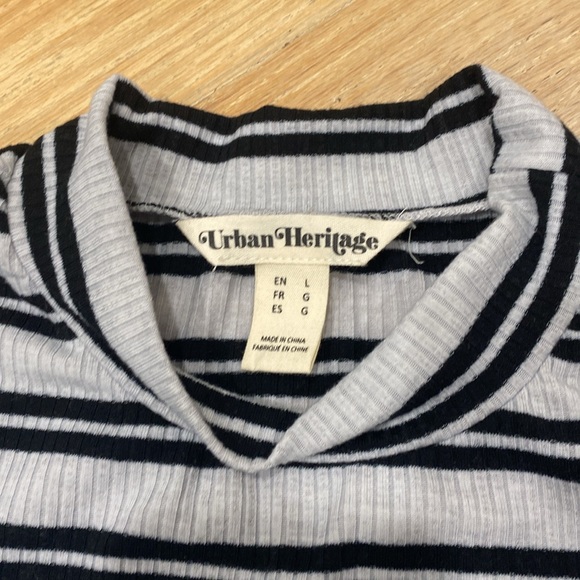 Urban Heritage
EN L
FR G
ES G
MADE IN CHINA
FABRIQUÉ EN CHINE